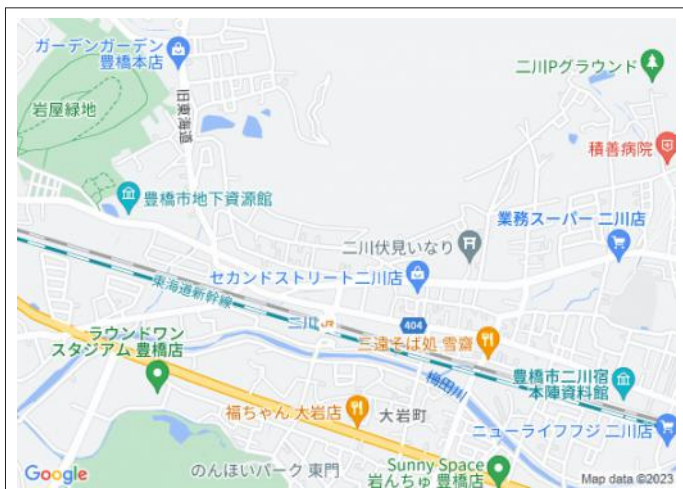 ガーデンガーデン
豊橋本店
二川Pグラウンド
岩屋緑地
旧東海道
積善病院
豊橋市地下資源館
業務スーパー 二川店
二川伏見いなり
セカンドストリート二川店
東海道新幹線
二川
404
ラウンドワン
スタジアム 豊橋店
三遠そば処 雪齋
梅田川
豊橋市二川宿
本陣資料館
福ちゃん 大岩店
大岩町
ニューライフフジ 二川店
のんほいパーク 東門
Sunny Space
岩んちゅ 豊橋店
Google
Map data ©2023